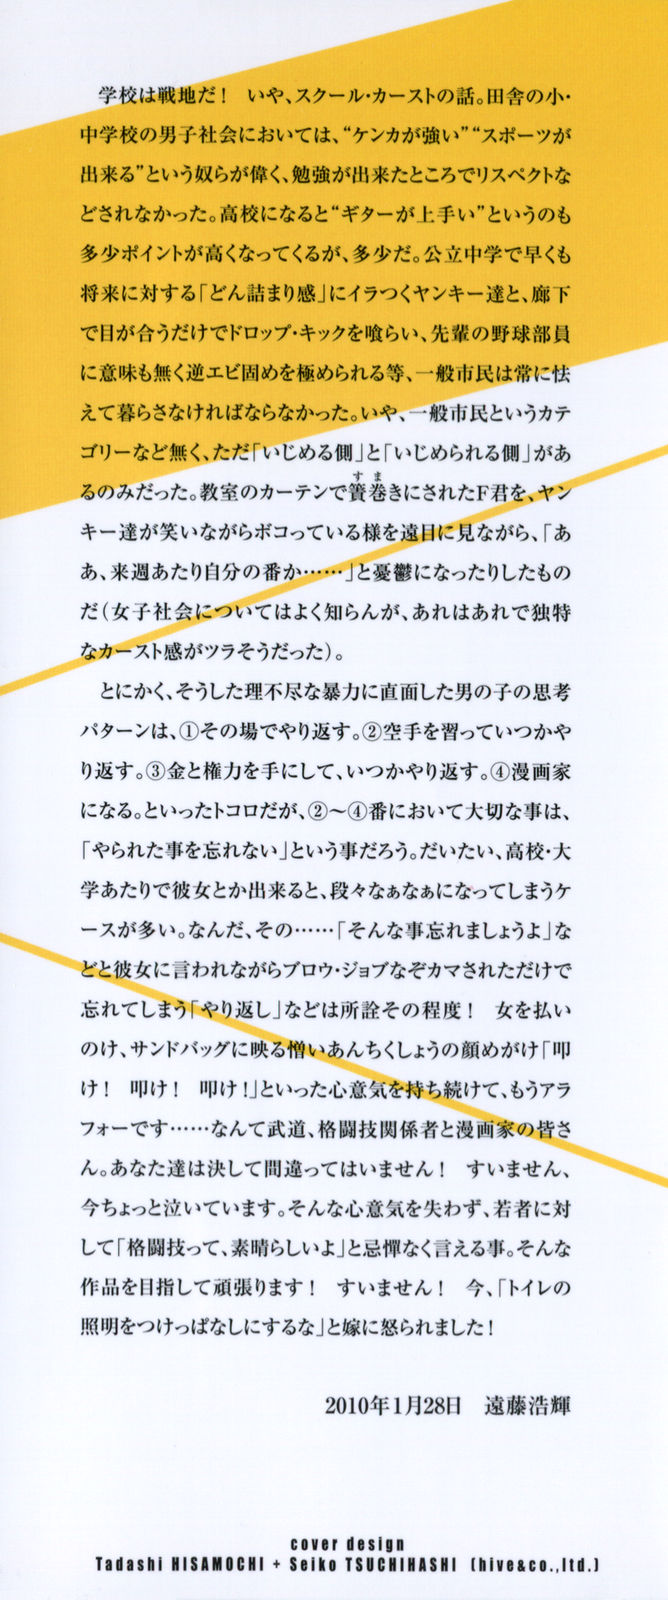 学校は戦地だ！　いや、スクール・カーストの話。田舎の小・
中学校の男子社会においては、“ケンカが強い”“スポーツが
出来る”という奴らが偉く、勉強が出来たところでリスペクトな
どされなかった。高校になると“ギターが上手い”というのも
多少ポイントが高くなってくるが、多少だ。公立中学で早くも
将来に対する「どん詰まり感」にイラつくヤンキー達と、廊下
で目が合うだけでドロップ・キックを喰らい、先輩の野球部員
に意味も無く逆エビ固めを極められる等、一般市民は常に怯
えて暮らさなければならなかった。いや、一般市民というカテ
ゴリーなど無く、ただ「いじめる側」と「いじめられる側」があ
すま
るのみだった。教室のカーテンで簀巻きにされたF君を、ヤン
キー達が笑いながらボコっている様を遠目に見ながら、「あ
あ、来週あたり自分の番か……」と憂鬱になったりしたもの
だ（女子社会についてはよく知らんが、あれはあれで独特
なカースト感がツラそうだった）。
とにかく、そうした理不尽な暴力に直面した男の子の思考
パターンは、①その場でやり返す。②空手を習っていつかや
り返す。③金と権力を手にして、いつかやり返す。④漫画家
になる。といったトコロだが、②〜④番において大切な事は、
「やられた事を忘れない」という事だろう。だいたい、高校・大
学あたりで彼女とか出来ると、段々なぁなぁになってしまうケ
ースが多い。なんだ、その……「そんな事忘れましょうよ」な
どと彼女に言われながらブロウ・ジョブなぞカマされただけで
忘れてしまう「やり返し」などは所詮その程度！　女を払い
のけ、サンドバッグに映る憎いあんちくしょうの顔めがけ「叩
け！　叩け！　叩け！」といった心意気を持ち続けて、もうアラ
フォーです……なんて武道、格闘技関係者と漫画家の皆さ
ん。あなた達は決して間違ってはいません！　すいません、
今ちょっと泣いています。そんな心意気を失わず、若者に対
して「格闘技って、素晴らしいよ」と忌憚なく言える事。そんな
作品を目指して頑張ります！　すいません！　今、「トイレの
照明をつけっぱなしにするな」と嫁に怒られました！
2010年1月28日　遠藤浩輝
cover design
Tadashi HISAMOCHI + Seiko TSUCHIHASHI (hive&co.,ltd.)